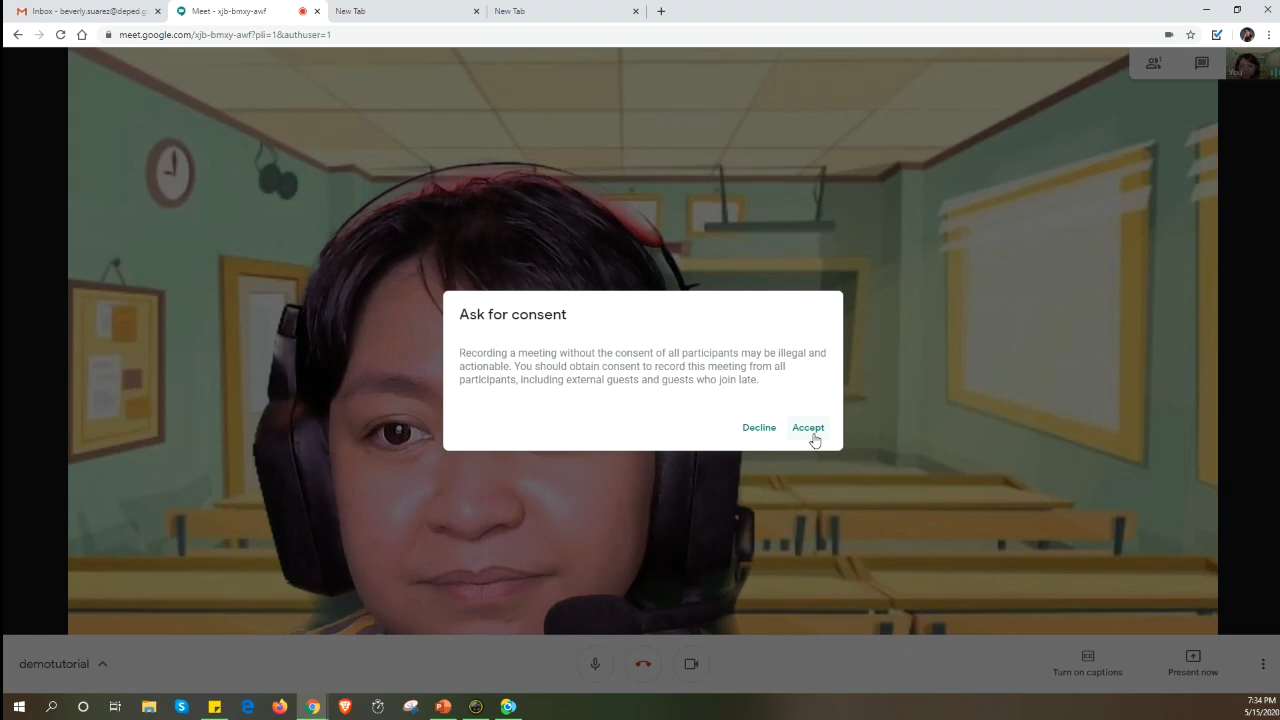 Inbox - beverly.suarez@deped.g
Meet - xjb-bmxy-awf
New Tab
New Tab
meet.google.com/xjb-bmxy-awf?pli=1&authuser=1
1
You
Ask for consent
Recording a meeting without the consent of all participants may be illegal and
actionable. You should obtain consent to record this meeting from all
participants, including external guests and guests who join late.
Decline
Accept
demotutorial
CC
Turn on captions
Present now
7:34 PM
5/15/2020